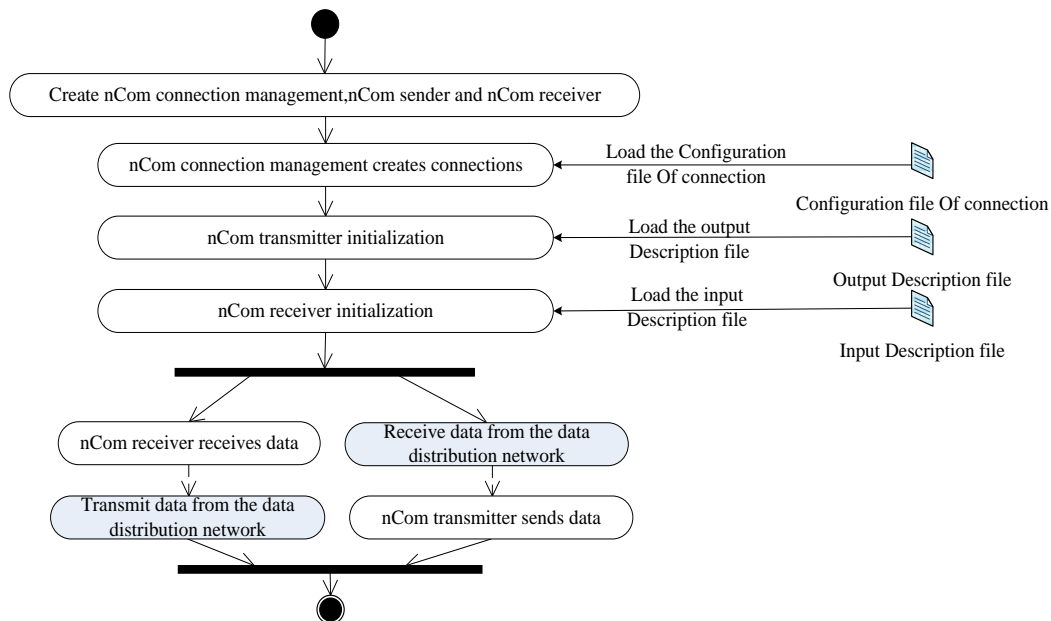 Create nCom connection management,nCom sender and nCom receiver
nCom connection management creates connections
Load the Configuration
file Of connection
Configuration file Of connection
nCom transmitter initialization
Load the output
Description file
Output Description file
nCom receiver initialization
Load the input
Description file
Input Description file
nCom receiver receives data
Receive data from the data
distribution network
Transmit data from the data
distribution network
nCom transmitter sends data